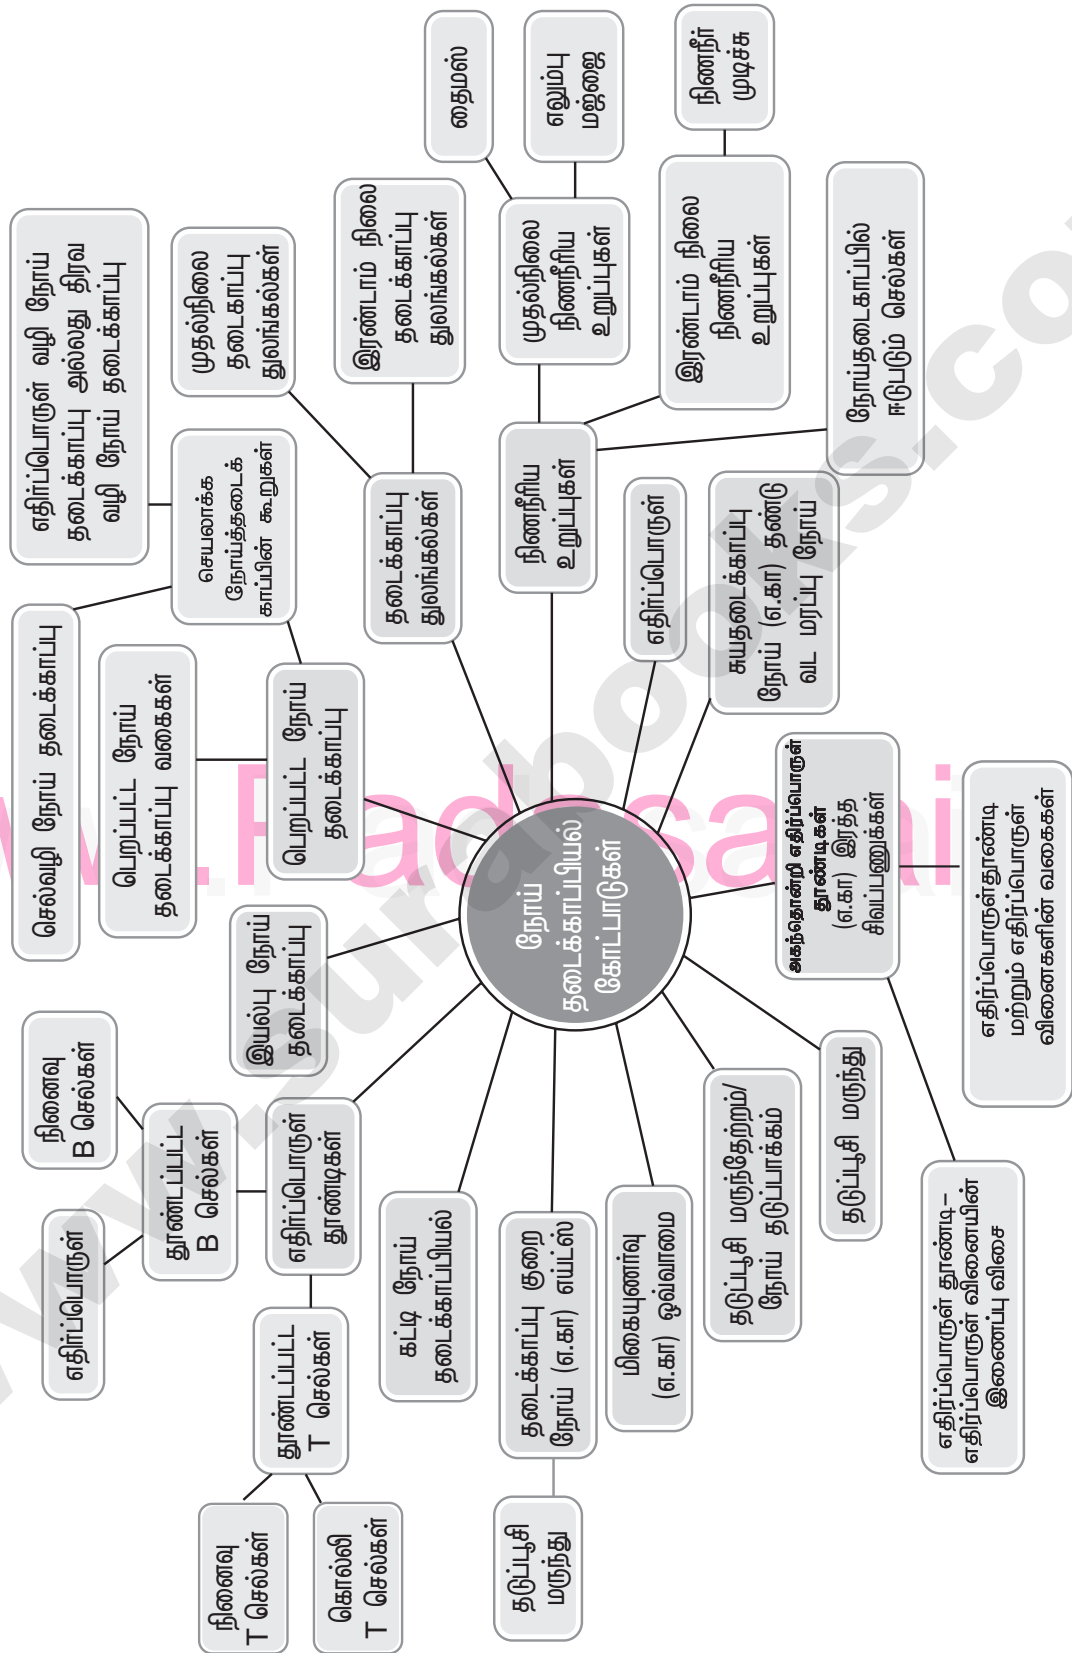 செல்வழி நோய் தடைக்காப்பு
எதிர்ப்பொருள் வழி நோய்
தடைக்காப்பு அல்லது திரவ
வழி நோய் தடைக்காப்பு
பெறப்பட்ட நோய்
தடைக்காப்பு வகைகள்
செயலாக்க
நோய்த்தடைக்
காப்பின் கூறுகள்
பெறப்பட்ட நோய்
தடைக்காப்பு
முதல்நிலை
தடைகாப்பு
துலங்கல்கள்
இரண்டாம் நிலை
தடைக்காப்பு
துலங்கல்கள்
தடைக்காப்பு
துலங்கல்கள்
தைமஸ்
எலும்பு
மஜ்ஜை
முதல்நிலை
நிணநீரிய
உறுப்புகள்
நிணநீர்
முடிச்சு
இரண்டாம் நிலை
நிணநீரிய
உறுப்புகள்
நோய்தடைகாப்பில்
ஈடுபடும் செல்கள்
நிணநீரிய
உறுப்புகள்
எதிர்ப்பொருள்
சுயதடைக்காப்பு
நோய் (எ.கா) தண்டு
வட மரப்பு நோய்
இயல்பு நோய்
தடைக்காப்பு
நோய்
தடைக்காப்பியல்
கோட்பாடுகள்
அகந்தொன்றி எதிர்ப்பொருள்
தூண்டிகள்
(எ.கா) இரத்த
சிவப்பணுக்கள்
எதிர்ப்பொருள்தூண்டி
மற்றும் எதிர்ப்பொருள்
வினைகளின் வகைகள்
எதிர்ப்பொருள் தூண்டி–
எதிர்ப்பொருள் வினையின்
இணைப்பு விசை
நினைவு
B செல்கள்
எதிர்ப்பொருள்
தூண்டப்பட்ட
B செல்கள்
எதிர்ப்பொருள்
தூண்டிகள்
தூண்டப்பட்ட
T செல்கள்
நினைவு
T செல்கள்
கொல்லி
T செல்கள்
கட்டி நோய்
தடைக்காப்பியல்
தடைக்காப்பு குறை
நோய் (எ.கா) எய்ட்ஸ்
தடுப்பூசி
மருந்து
மிகையுணர்வு
(எ.கா) ஒவ்வாமை
தடுப்பூசி மருந்தேற்றம்/
நோய் தடுப்பாக்கம்
தடுப்பூசி மருந்து
www.surabooks.co
w.Padasalai